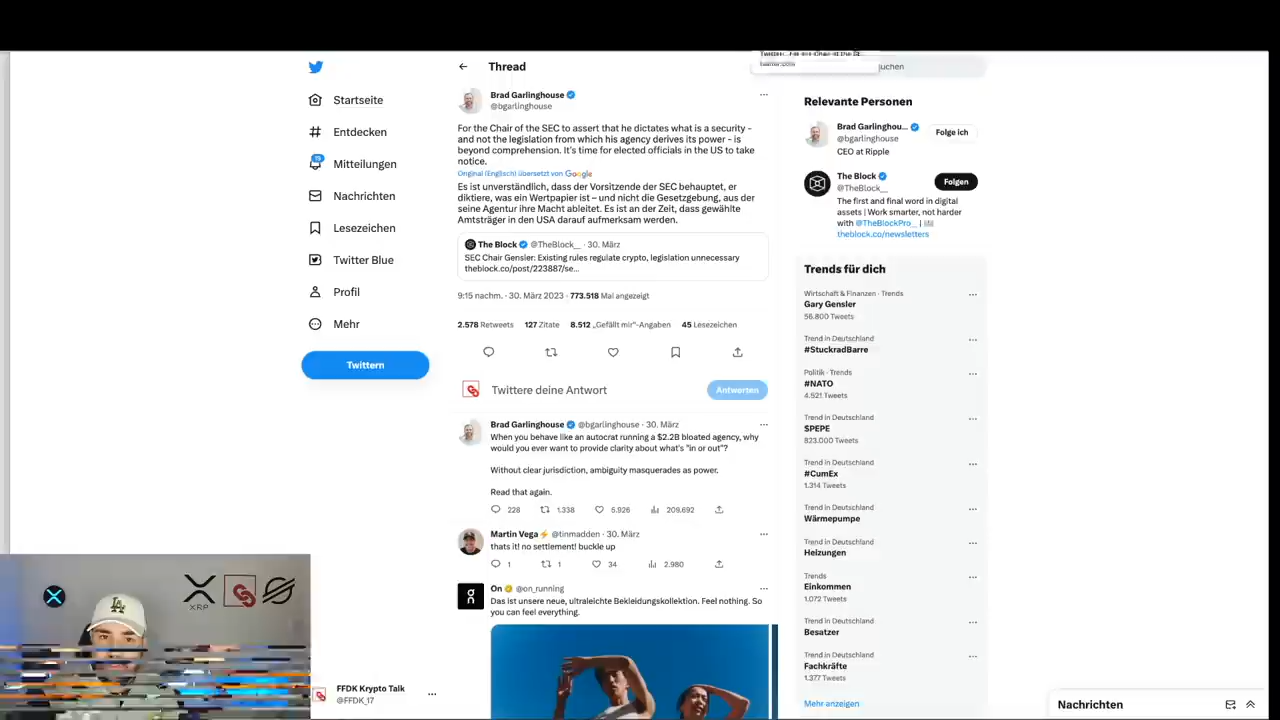 Startseite
Entdecken
15
Mitteilungen
Nachrichten
Lesezeichen
Twitter Blue
Profil
Mehr
Twittern
XRP
FFDK Krypto Talk
@FFDK_17
Thread
Brad Garlinghouse
@bgarlinghouse
For the Chair of the SEC to assert that he dictates what is a security -
and not the legislation from which his agency derives its power - is
beyond comprehension. It's time for elected officials in the US to take
notice.
Original (Englisch) übersetzt von Google
Es ist unverständlich, dass der Vorsitzende der SEC behauptet, er
diktiere, was ein Wertpapier ist – und nicht die Gesetzgebung, aus der
seine Agentur ihre Macht ableitet. Es ist an der Zeit, dass gewählte
Amtsträger in den USA darauf aufmerksam werden.
The Block @TheBlock__ · 30. März
SEC Chair Gensler: Existing rules regulate crypto, legislation unnecessary
theblock.co/post/223887/se...
9:15 nachm. · 30. März 2023 · 773.518 Mal angezeigt
2.578 Retweets 127 Zitate 8.512 „Gefällt mir"-Angaben 45 Lesezeichen
Twittere deine Antwort
Antworten
Brad Garlinghouse @bgarlinghouse · 30. März
When you behave like an autocrat running a $2.2B bloated agency, why
would you ever want to provide clarity about what's "in or out"?
Without clear jurisdiction, ambiguity masquerades as power.
Read that again.
228 1.338 5.926 209.692
Martin Vega⚡ @tinmadden · 30. März
thats it! no settlement! buckle up
1 1 34 2.980
On @on_running
Das ist unsere neue, ultraleichte Bekleidungskollektion. Feel nothing. So
you can feel everything.
uchen
Relevante Personen
Brad Garlinghou...
@bgarlinghouse
Folge ich
CEO at Ripple
The Block
@TheBlock__
Folgen
The first and final word in digital
assets | Work smarter, not harder
with @TheBlockPro_ |
theblock.co/newsletters
Trends für dich
Wirtschaft & Finanzen · Trends
Gary Gensler
56.800 Tweets
Trend in Deutschland
#StuckradBarre
Politik · Trends
#NATO
4.521 Tweets
Trend in Deutschland
$PEPE
823.000 Tweets
Trend in Deutschland
#CumEx
1.314 Tweets
Trend in Deutschland
Wärmepumpe
Trend in Deutschland
Heizungen
Trends
Einkommen
1.072 Tweets
Trend in Deutschland
Besatzer
Trend in Deutschland
Fachkräfte
1.377 Tweets
Mehr anzeigen
Nachrichten